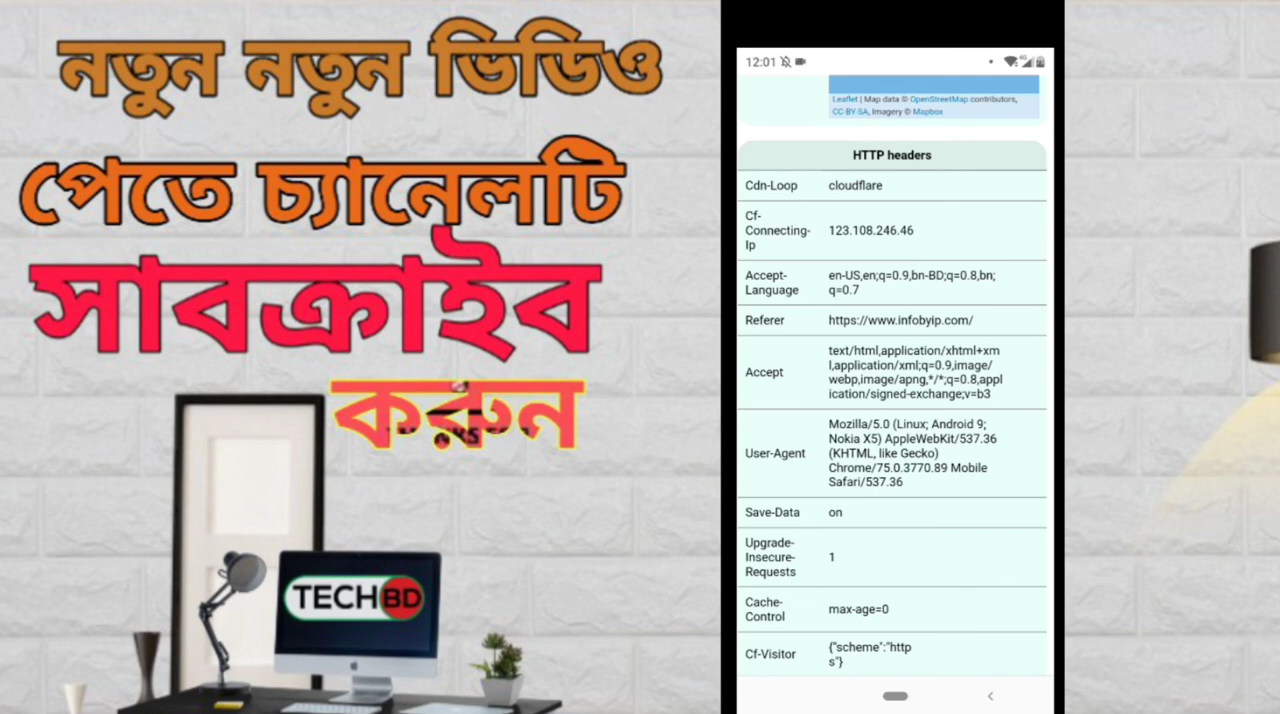 নতুন নতুন ভিডিও
পেতে চ্যানেলটি
সাবক্রাইব
করুন
TECH BD
12:01
Leaflet | Map data © OpenStreetMap contributors,
CC-BY-SA, Imagery © Mapbox
HTTP headers
Cdn-Loop
cloudflare
Cf-
Connecting-
Ip
123.108.246.46
Accept-
Language
en-US,en;q=0.9,bn-BD;q=0.8,bn;
q=0.7
Referer
https://www.infobyip.com/
Accept
text/html,application/xhtml+xm
l,application/xml;q=0.9,image/
webp,image/apng,*/*;q=0.8,appl
ication/signed-exchange;v=b3
User-Agent
Mozilla/5.0 (Linux; Android 9;
Nokia X5) AppleWebKit/537.36
(KHTML, like Gecko)
Chrome/75.0.3770.89 Mobile
Safari/537.36
Save-Data
on
Upgrade-
Insecure-
Requests
1
Cache-
Control
max-age=0
Cf-Visitor
{"scheme":"http
s"}